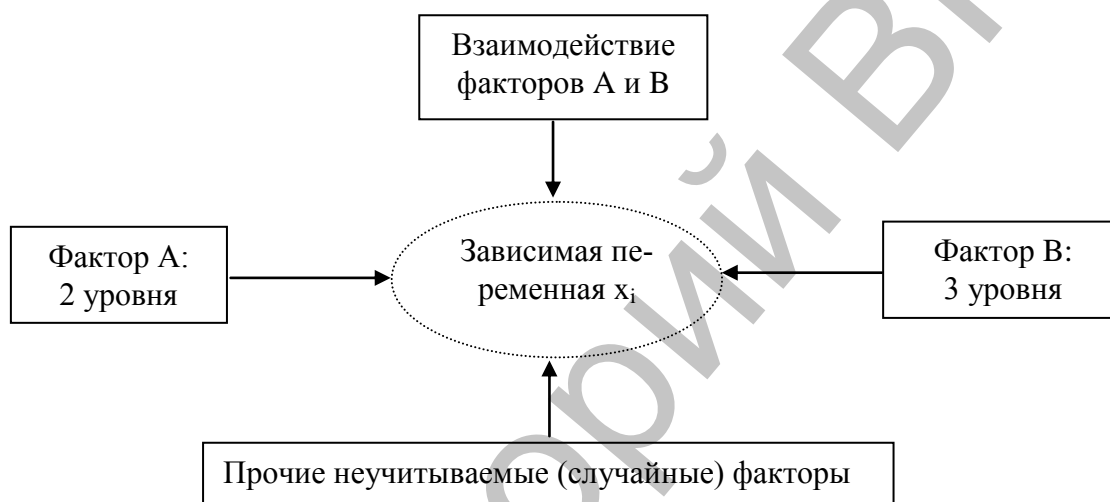 Взаимодействие
факторов А и В
Фактор А:
2 уровня
Зависимая пе-
ременная xi
Фактор В:
3 уровня
Прочие неучитываемые (случайные) факторы